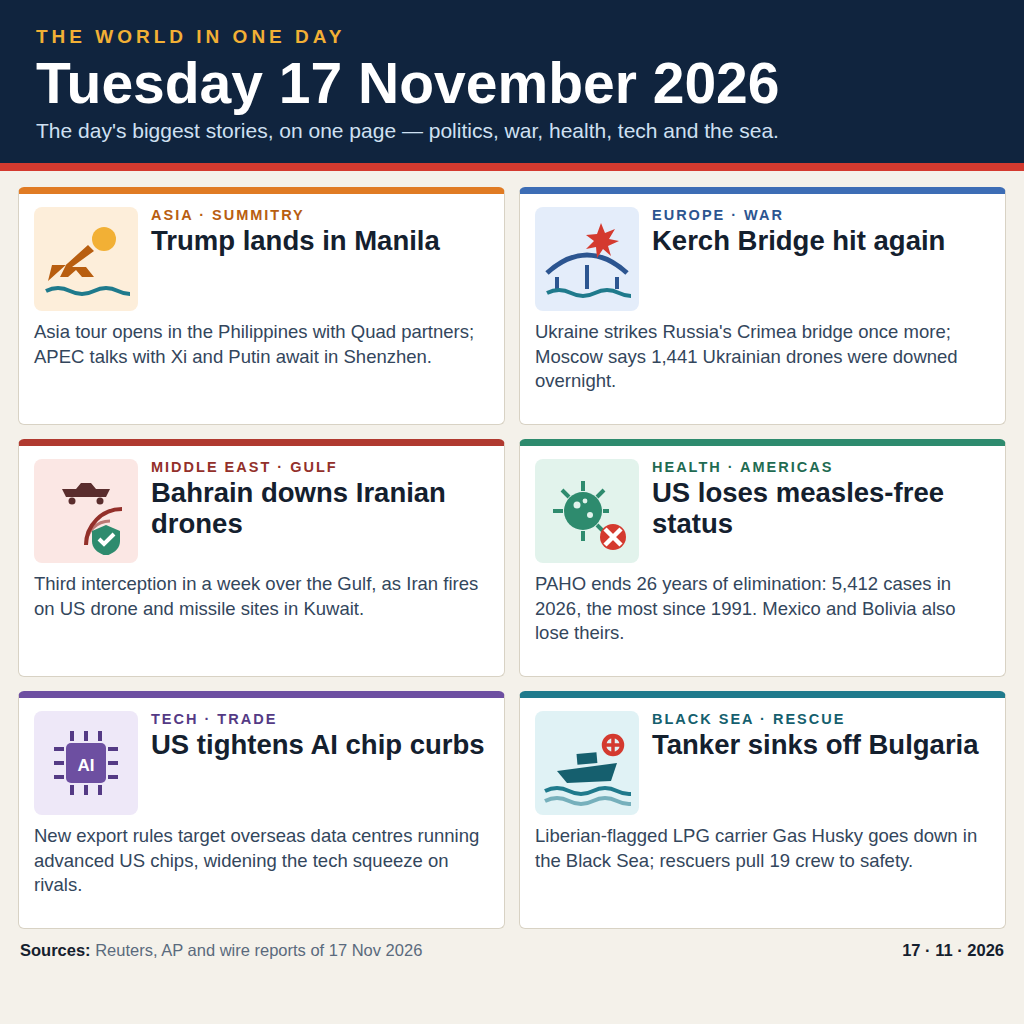 THE WORLD IN ONE DAY
Tuesday 17 November 2026
The day's biggest stories, on one page — politics, war, health, tech and the sea.
ASIA · SUMMITRY
Trump lands in Manila
Asia tour opens in the Philippines with Quad partners;
APEC talks with Xi and Putin await in Shenzhen.
EUROPE · WAR
Kerch Bridge hit again
Ukraine strikes Russia's Crimea bridge once more;
Moscow says 1,441 Ukrainian drones were downed
overnight.
MIDDLE EAST · GULF
Bahrain downs Iranian
drones
Third interception in a week over the Gulf, as Iran fires
on US drone and missile sites in Kuwait.
HEALTH · AMERICAS
US loses measles-free
status
PAHO ends 26 years of elimination: 5,412 cases in
2026, the most since 1991. Mexico and Bolivia also
lose theirs.
TECH · TRADE
US tightens AI chip curbs
AI
New export rules target overseas data centres running
advanced US chips, widening the tech squeeze on
rivals.
BLACK SEA · RESCUE
Tanker sinks off Bulgaria
Liberian-flagged LPG carrier Gas Husky goes down in
the Black Sea; rescuers pull 19 crew to safety.
Sources: Reuters, AP and wire reports of 17 Nov 2026
17 · 11 · 2026